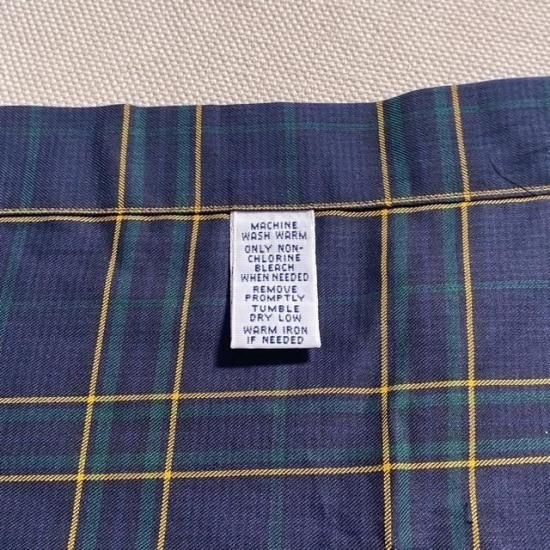 MACHINE
WASH WARM
ONLY NON-
CHLORINE
BLEACH
WHEN NEEDED
REMOVE
PROMPTLY
TUMBLE
DRY LOW
WARM IRON
IF NEEDED